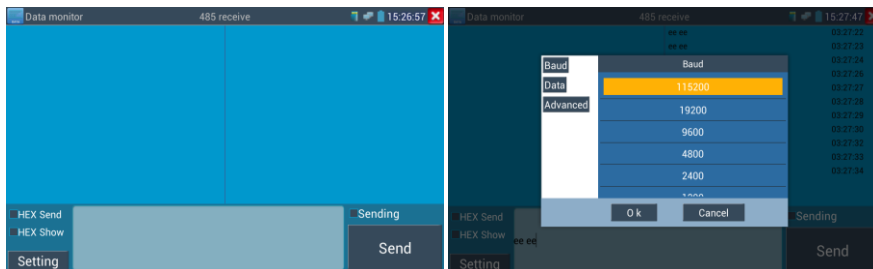 Data monitor 485 receive 15:26:57
HEX Send
HEX Show
Setting
Sending
Send
Data monitor 485 receive 15:27:47
ee ee 03:27:22
ee ee 03:27:23
03:27:24
03:27:26
03:27:27
03:27:28
03:27:29
03:27:30
03:27:32
03:27:33
03:27:34
Baud
Data
Advanced
Baud
115200
19200
9600
4800
2400
1200
Ok Cancel
HEX Send
HEX Show
ee ee
Setting
Sending
Send